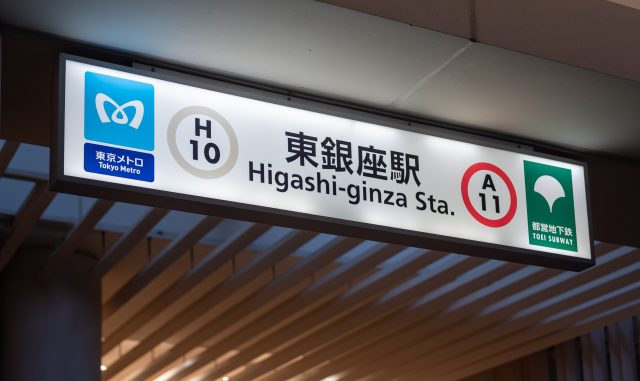 東京メトロ
Tokyo Metro
H
10
東銀座駅
Higashi-ginza Sta.
A
11
都営地下鉄
TOEI SUBWAY